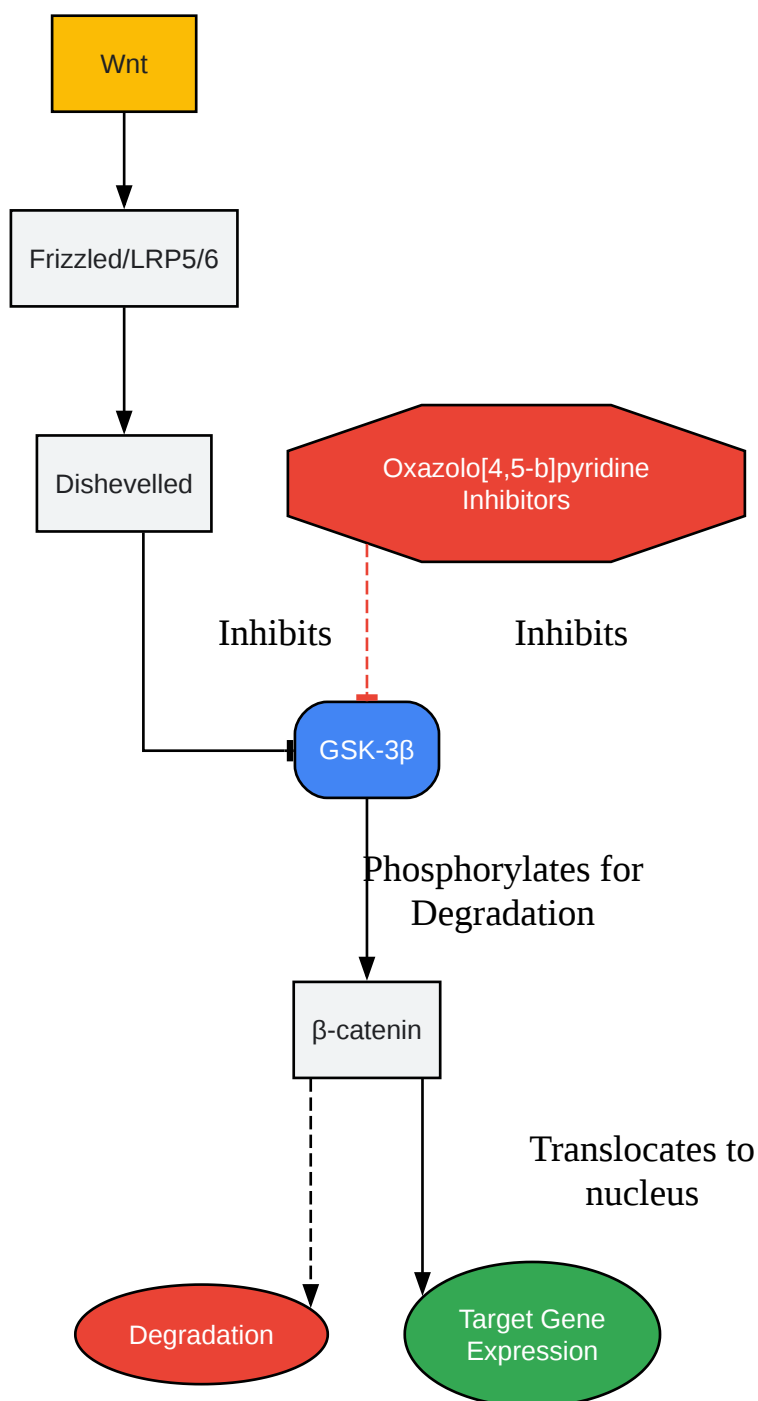 Wnt
Frizzled/LRP5/6
Dishevelled
Oxazolo[4,5-b]pyridine
Inhibitors
Inhibits
Inhibits
GSK-3β
Phosphorylates for
Degradation
β-catenin
Translocates to
nucleus
Degradation
Target Gene
Expression